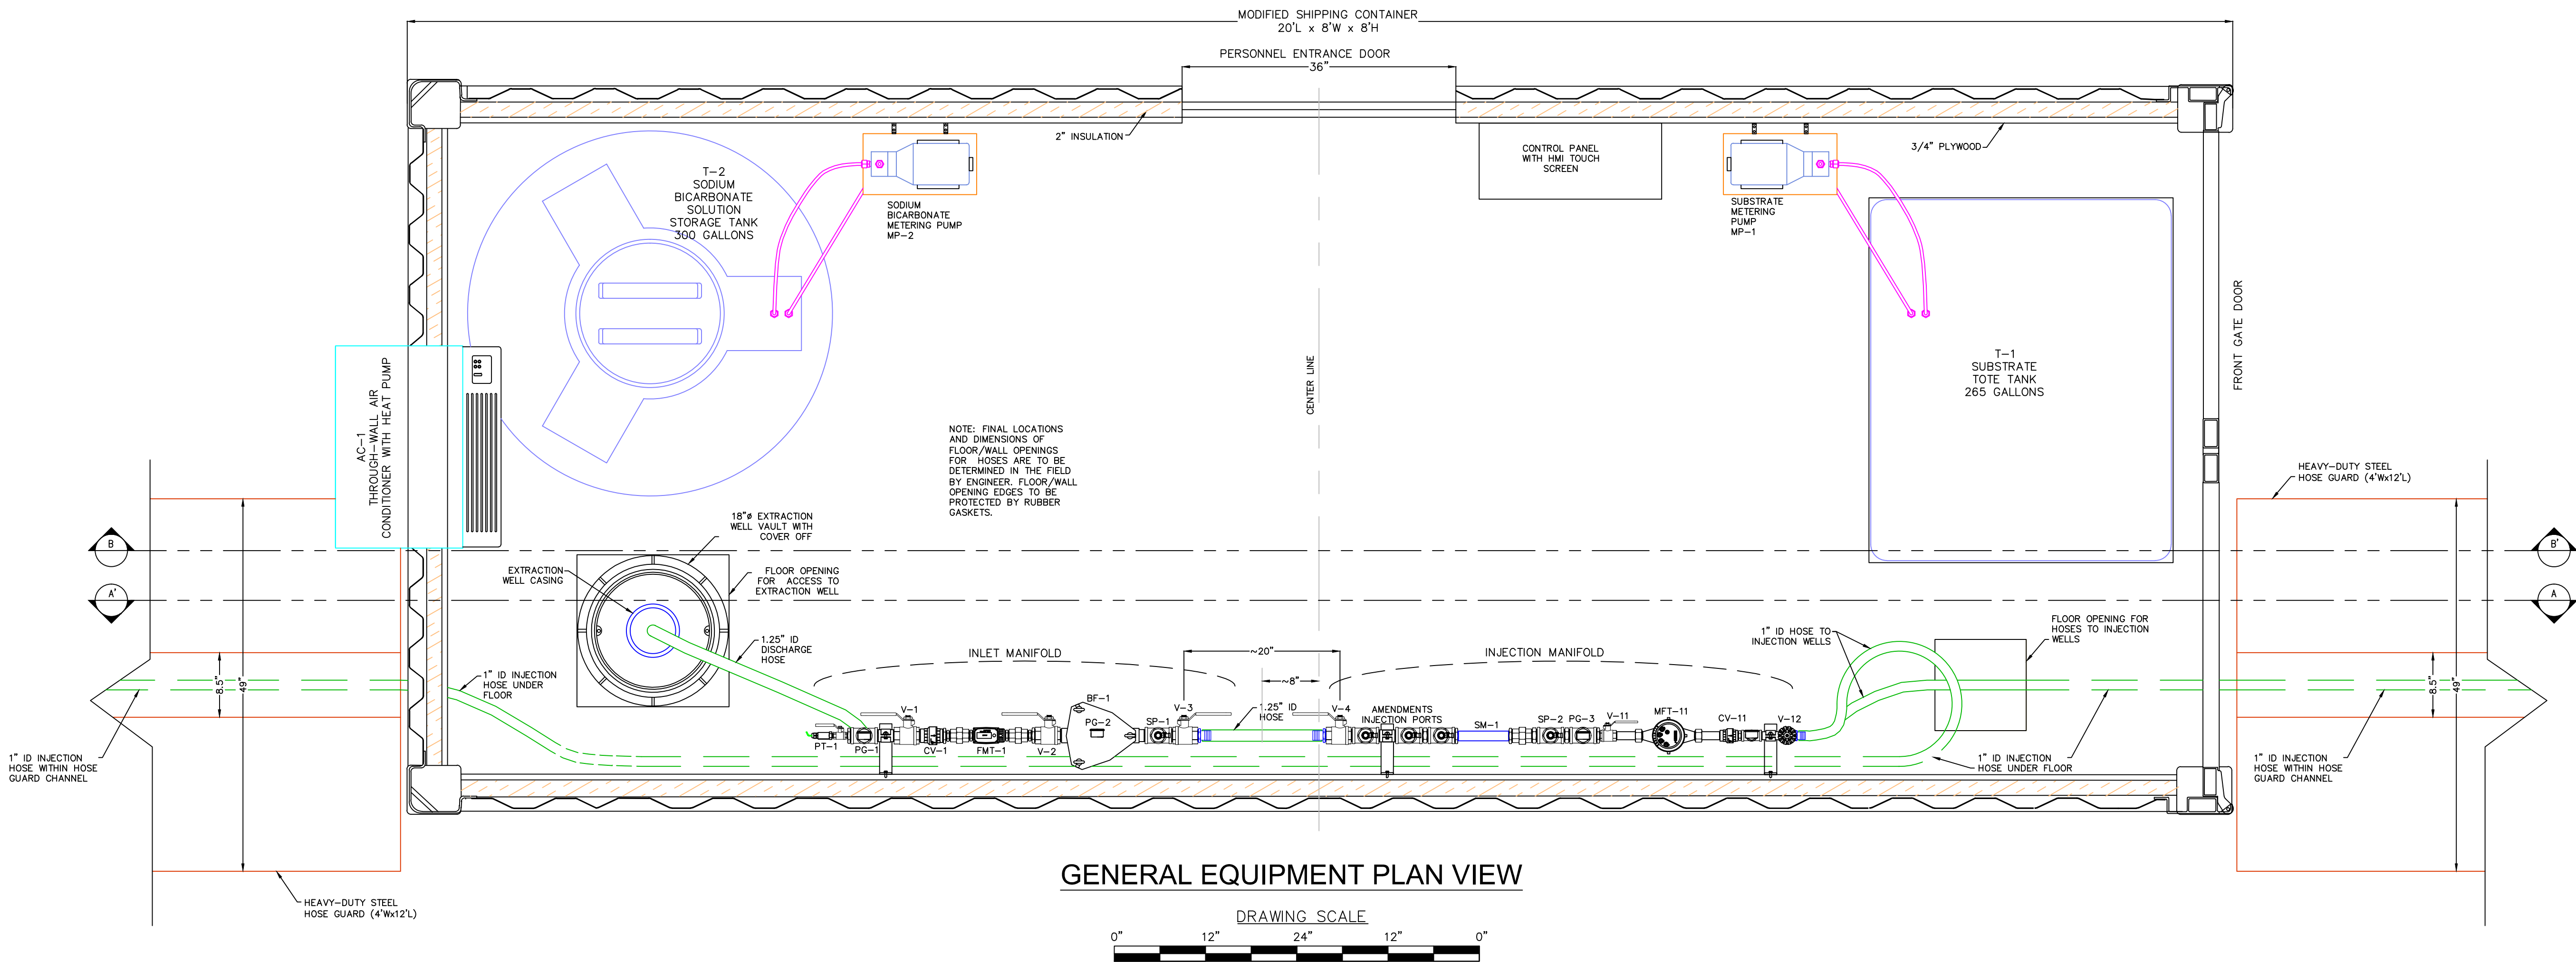 MODIFIED SHIPPING CONTAINER
20'L x 8'W x 8'H
PERSONNEL ENTRANCE DOOR
36"
2" INSULATION
3/4" PLYWOOD
CONTROL PANEL
WITH HMI TOUCH
SCREEN
T-2
SODIUM
BICARBONATE
SOLUTION
STORAGE TANK
300 GALLONS
SODIUM
BICARBONATE
METERING PUMP
MP-2
SUBSTRATE
METERING
PUMP
MP-1
FRONT GATE DOOR
CENTER LINE
AC-1
THROUGH-WALL AIR
CONDITIONER WITH HEAT PUMP
T-1
SUBSTRATE
TOTE TANK
265 GALLONS
NOTE: FINAL LOCATIONS
AND DIMENSIONS OF
FLOOR/WALL OPENINGS
FOR HOSES ARE TO BE
DETERMINED IN THE FIELD
BY ENGINEER. FLOOR/WALL
OPENING EDGES TO BE
PROTECTED BY RUBBER
GASKETS.
HEAVY-DUTY STEEL
HOSE GUARD (4'Wx12'L)
18"ø EXTRACTION
WELL VAULT WITH
COVER OFF
B
B'
EXTRACTION
WELL CASING
FLOOR OPENING
FOR ACCESS TO
EXTRACTION WELL
A'
A
FLOOR OPENING FOR
HOSES TO INJECTION
WELLS
1" ID HOSE TO
INJECTION WELLS
1.25" ID
DISCHARGE
HOSE
INLET MANIFOLD
~20"
INJECTION MANIFOLD
1" ID INJECTION
HOSE UNDER
FLOOR
8.5"
49"
~8"
8.5"
49"
BF-1
V-1
PG-2
SP-1
V-3
1.25" ID
HOSE
V-4
AMENDMENTS
INJECTION PORTS
SM-1
SP-2
PG-3
V-11
MFT-11
CV-11
V-12
PT-1
PG-1
CV-1
FMT-1
V-2
1" ID INJECTION
HOSE WITHIN HOSE
GUARD CHANNEL
1" ID INJECTION
HOSE UNDER FLOOR
1" ID INJECTION
HOSE WITHIN HOSE
GUARD CHANNEL
HEAVY-DUTY STEEL
HOSE GUARD (4'Wx12'L)
GENERAL EQUIPMENT PLAN VIEW
DRAWING SCALE
0" 12" 24" 12" 0"